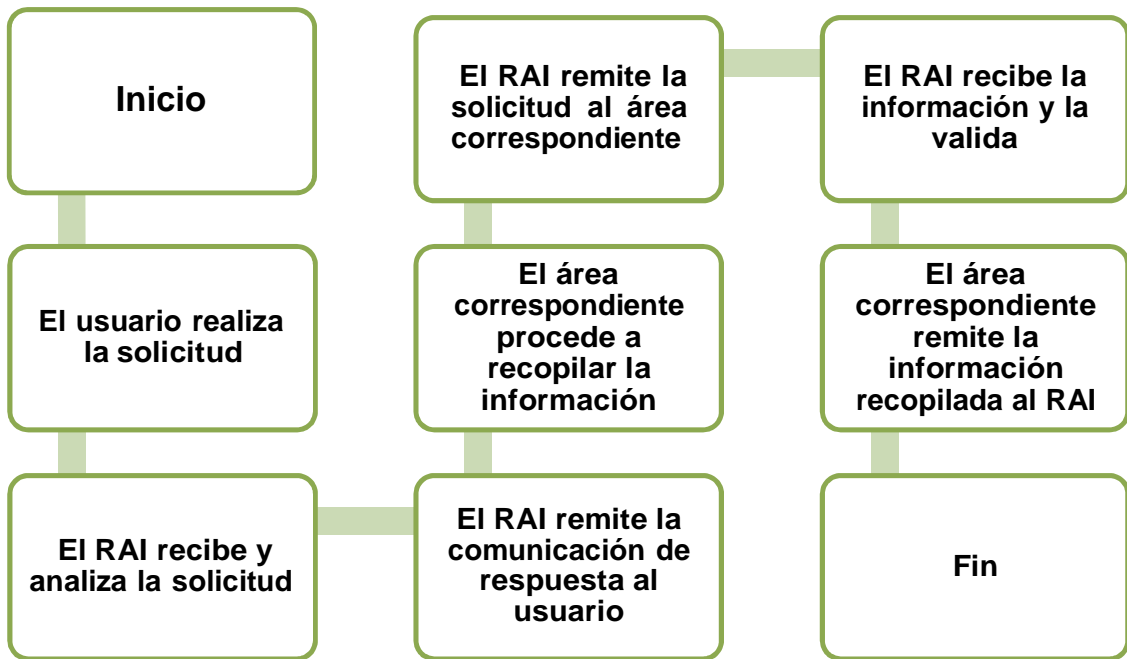 Inicio
El usuario realiza
la solicitud
El RAI recibe y
analiza la solicitud
El RAI remite la
comunicación de
respuesta al
usuario
El área
correspondiente
procede a
recopilar la
información
El RAI remite la
solicitud al área
correspondiente
El RAI recibe la
información y la
valida
El área
correspondiente
remite la
información
recopilada al RAI
Fin